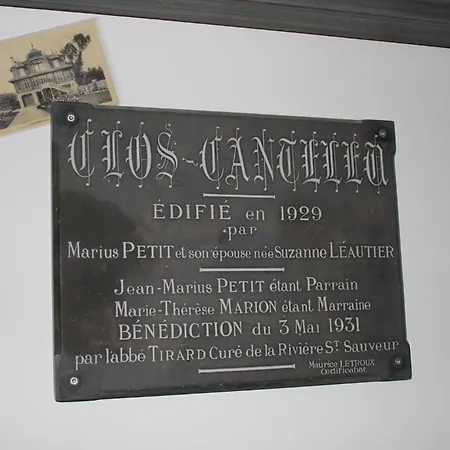 CLOS-CANTELEU
ÉDIFIÉ en 1929
par
Marius PETIT et son épouse née Suzanne LÉAUTIER
Jean-Marius PETIT étant Parrain
Marie-Thérèse MARION étant Marraine
BÉNÉDICTION du 3 Mai 1931
par l'abbé TIRARD Curé de la Rivière St Sauveur
Maurice LETROUX
Œdificabat